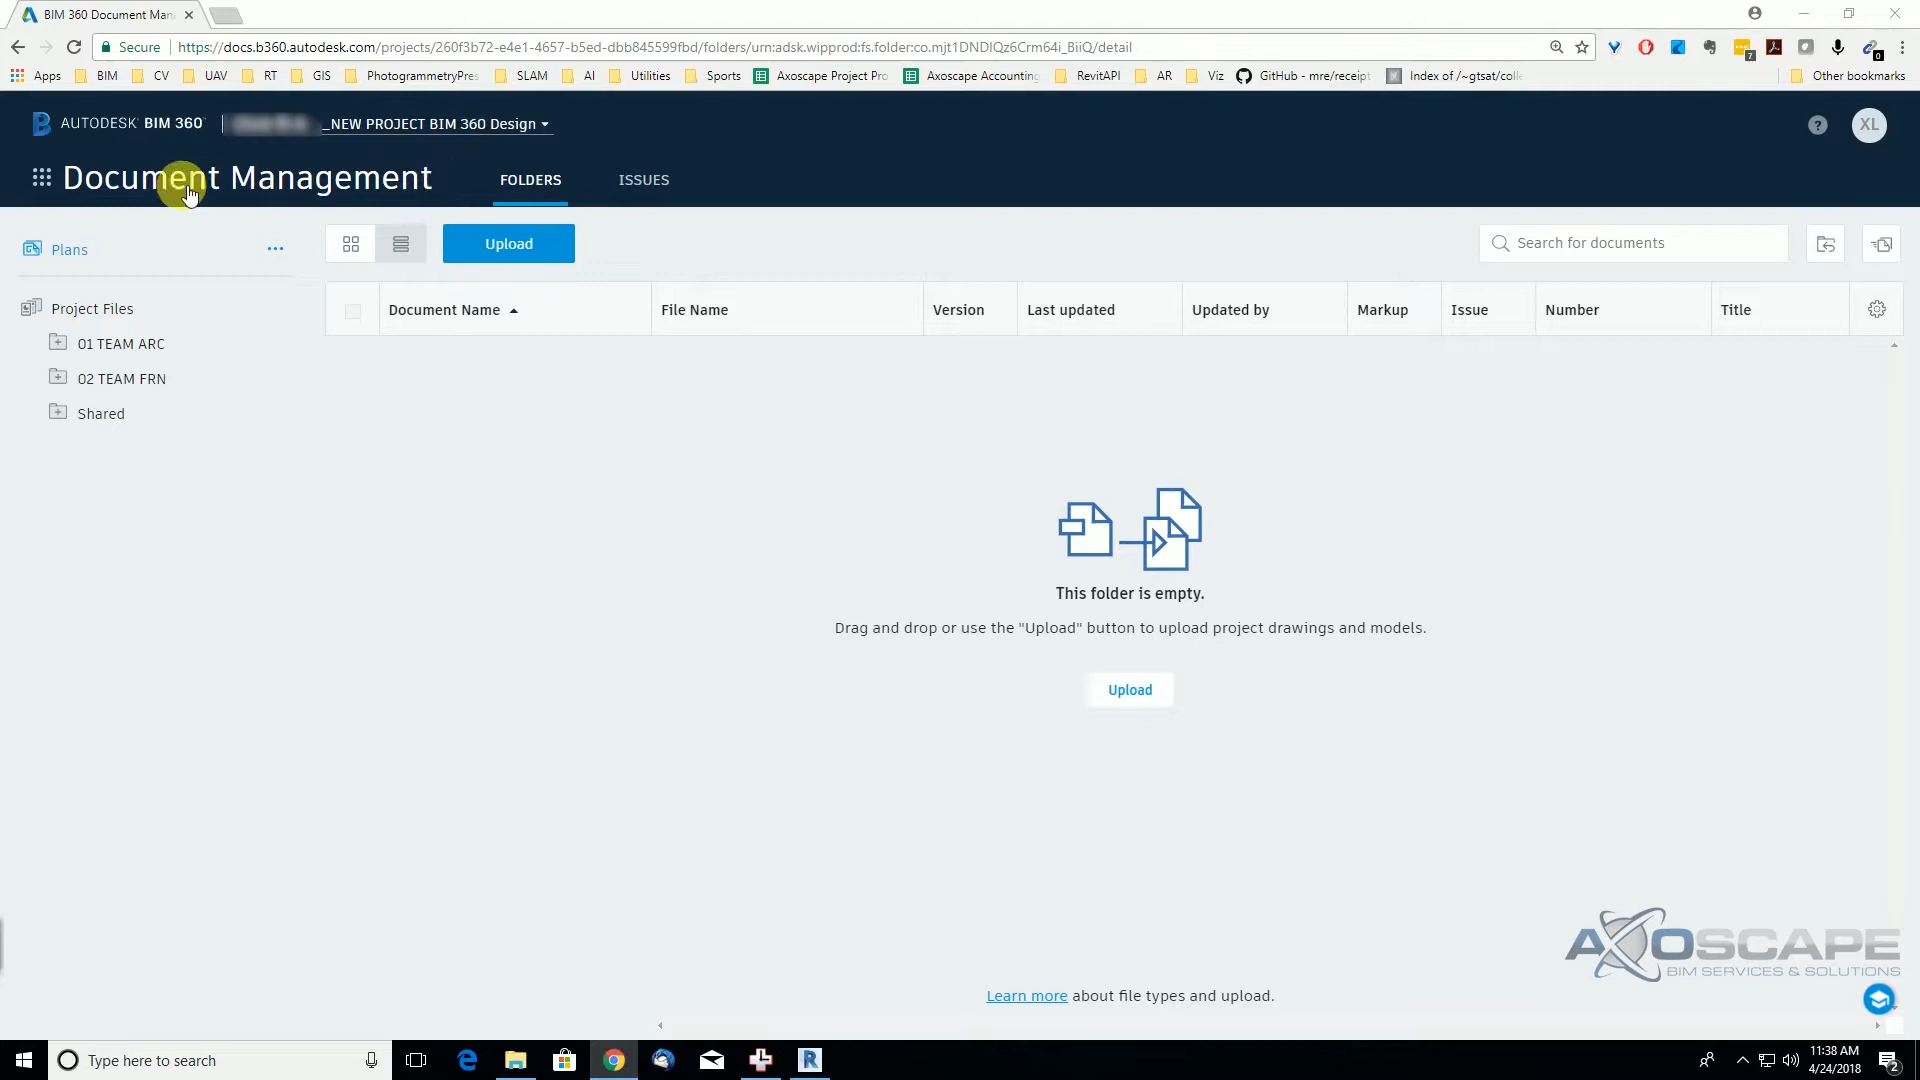 BIM 360 Document Man
Secure https://docs.b360.autodesk.com/projects/260f3b72-e4e1-4657-b5ed-dbb845599fbd/folders/urn:adsk.wipprod:fs.folder:co.mjt1DNDIQz6Crm64i_BiiQ/detail
7 0
Apps BIM CV UAV RT GIS PhotogrammetryPres SLAM AI Utilities Sports Axoscape Project Pro Axoscape Accounting RevitAPI AR Viz GitHub - mre/receipt Index of /~gtsat/colle Other bookmarks
AUTODESK BIM 360 _NEW PROJECT BIM 360 Design ? XL
Document Management FOLDERS ISSUES
Plans ... Upload Search for documents
Document Name File Name Version Last updated Updated by Markup Issue Number Title
Project Files
01 TEAM ARC
02 TEAM FRN
Shared
This folder is empty.
Drag and drop or use the "Upload" button to upload project drawings and models.
Upload
AXOSCAPE
BIM SERVICES & SOLUTIONS
Learn more about file types and upload.
Type here to search
11:38 AM
4/24/2018
2